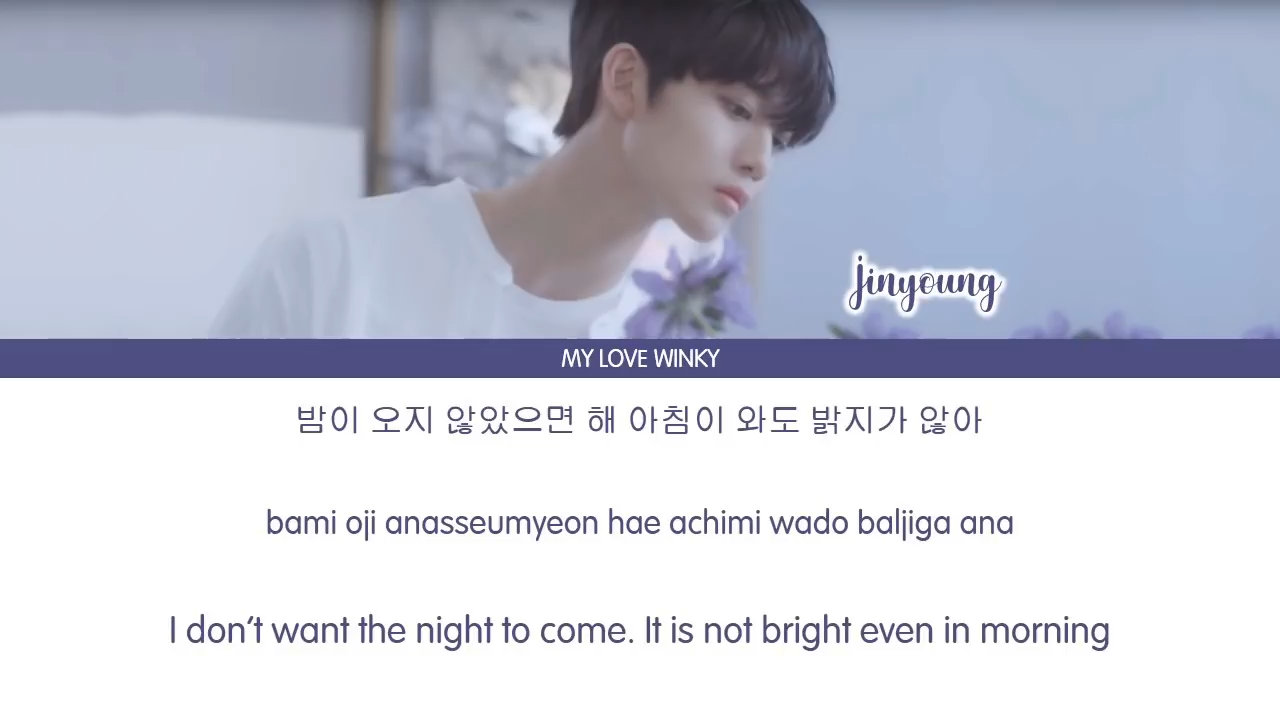 jinyoung
MY LOVE WINKY
밤이 오지 않았으면 해 아침이 와도 밝지가 않아
bami oji anasseumyeon hae achimi wado baljiga ana
I don't want the night to come. It is not bright even in morning